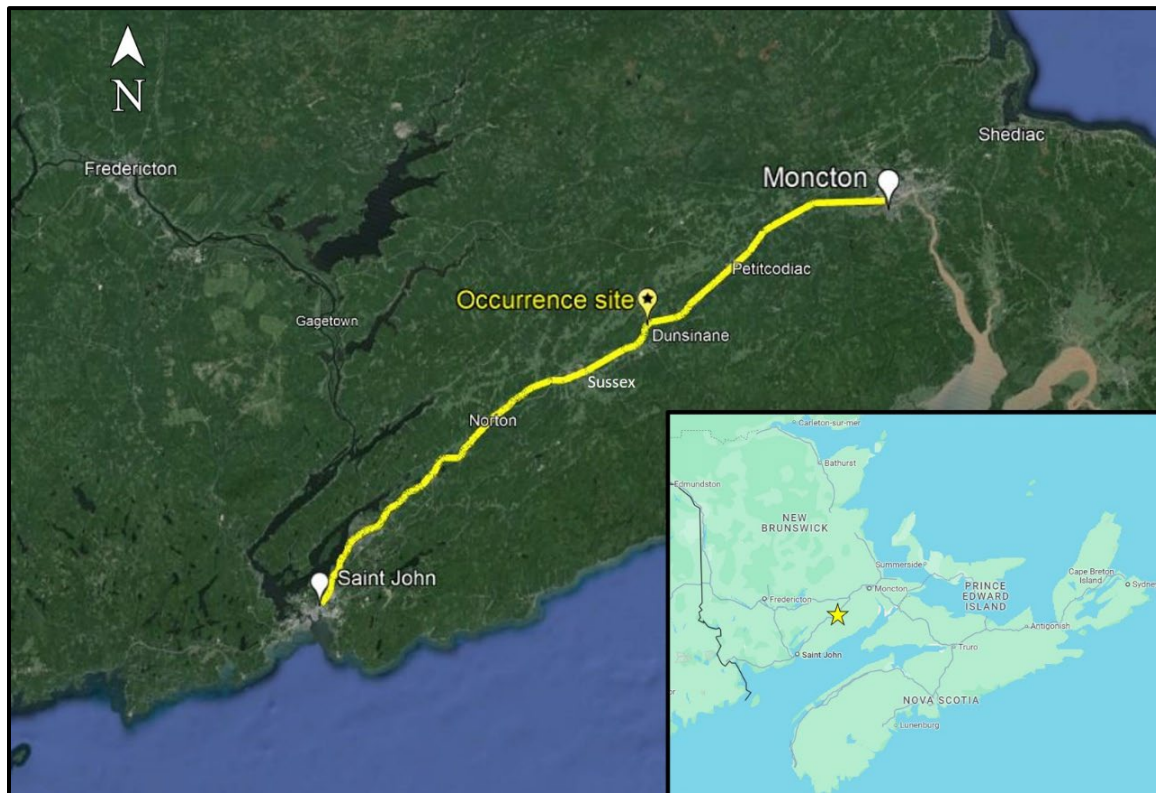 N
Fredericton
Shediac
Moncton
Petitcodiac
Occurrence site
Gagetown
Dunsinane
Sussex
Norton
Saint John
Carleton-sur-mer
Bathurst
Edmundston
NEW
BRUNSWICK
Summerside
Cape Breton
Island
Sydney
PRINCE
EDWARD
ISLAND
Moncton
Fredericton
Antigonish
Saint John
Truro
NOVA SCOTIA
Lunenburg